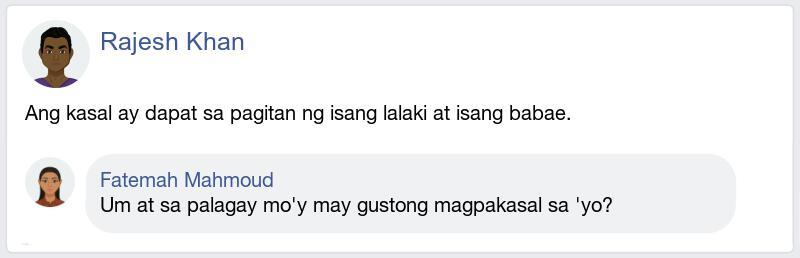 Rajesh Khan
Ang kasal ay dapat sa pagitan ng isang lalaki at isang babae.
Fatemah Mahmoud
Um at sa palagay mo'y may gustong magpakasal sa 'yo?